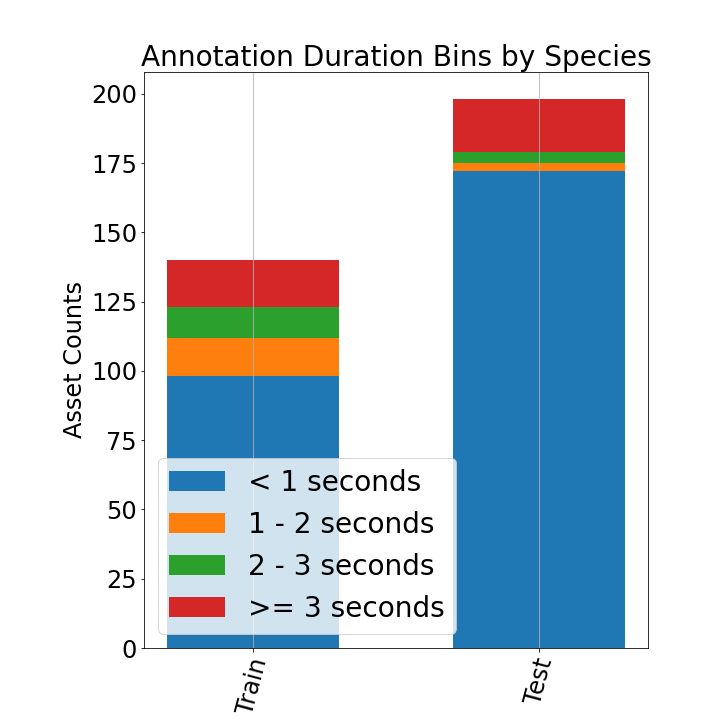 Annotation Duration Bins by Species
Asset Counts
200
175
150
125
100
75
50
25
0
< 1 seconds
1 - 2 seconds
2 - 3 seconds
>= 3 seconds
Train
Test